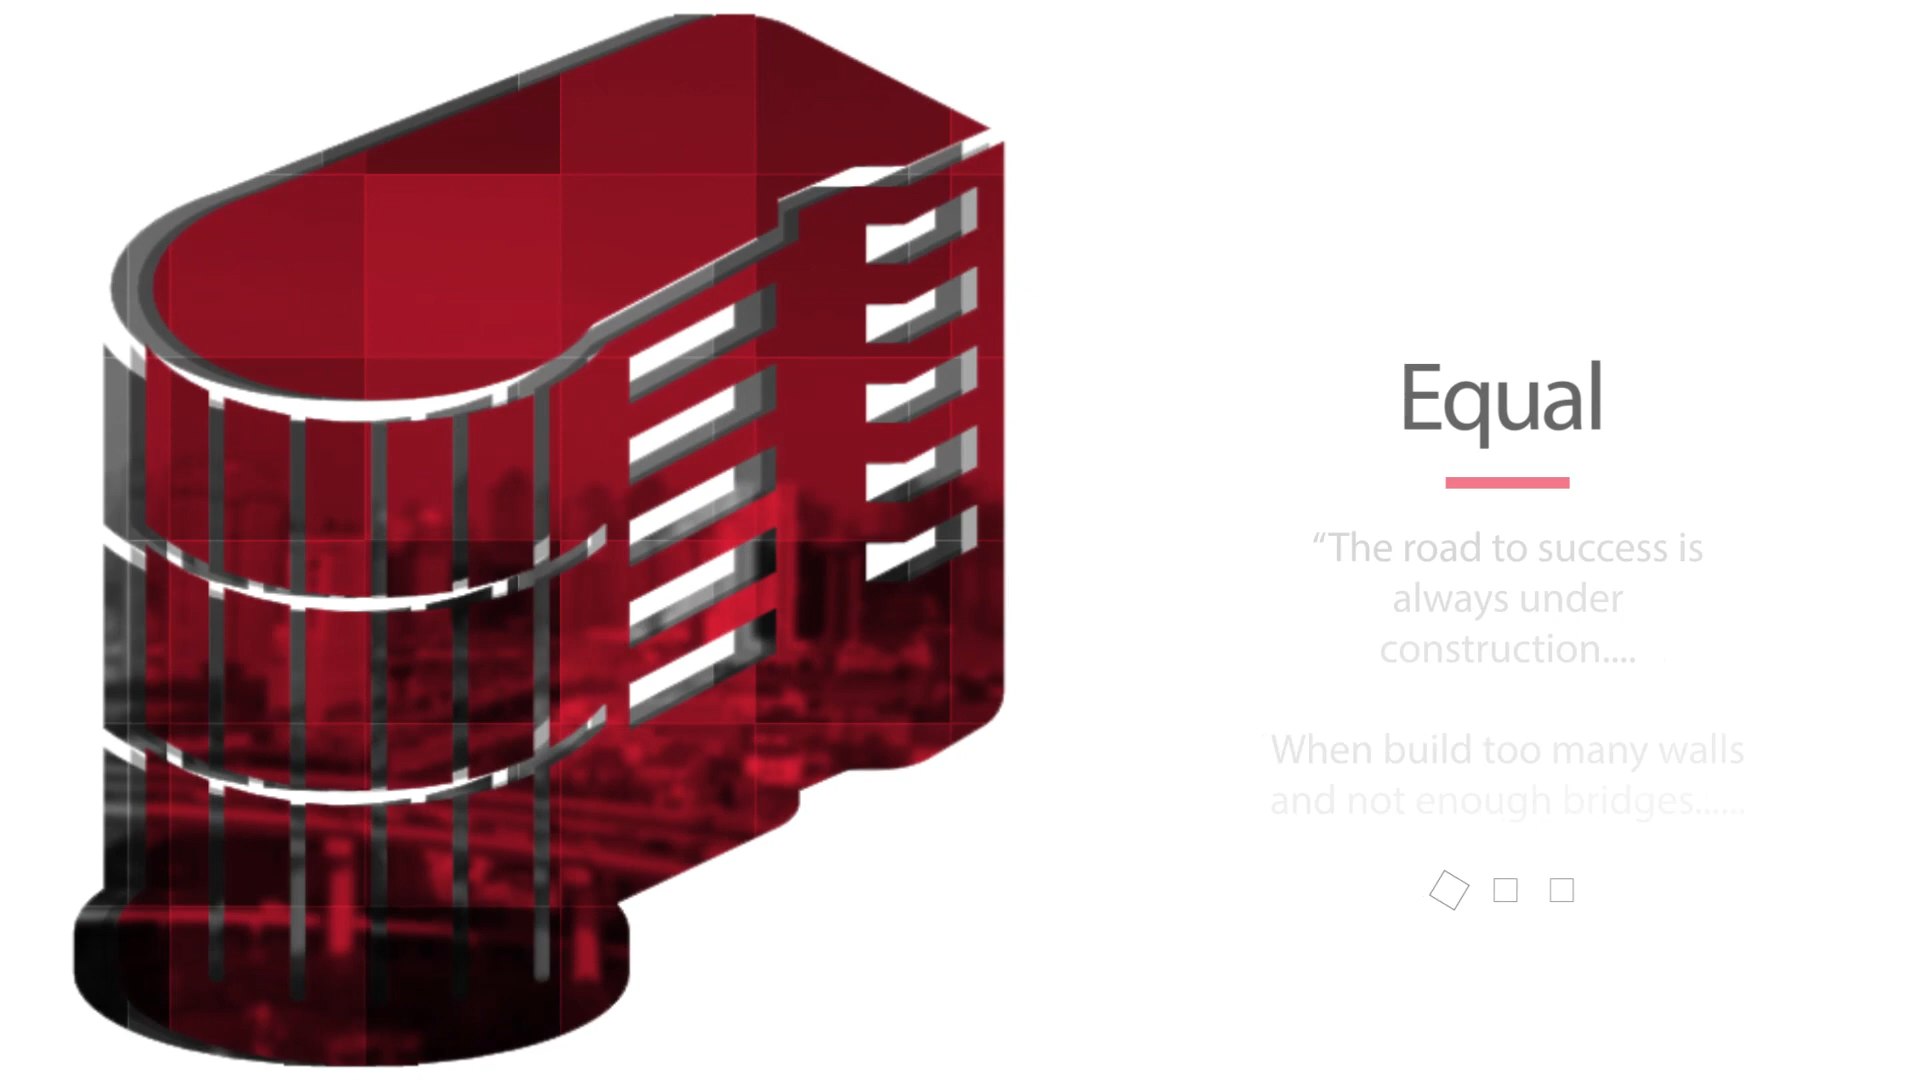 Equal
“The road to success is
always under
construction....
When build too many walls
and not enough bridges......